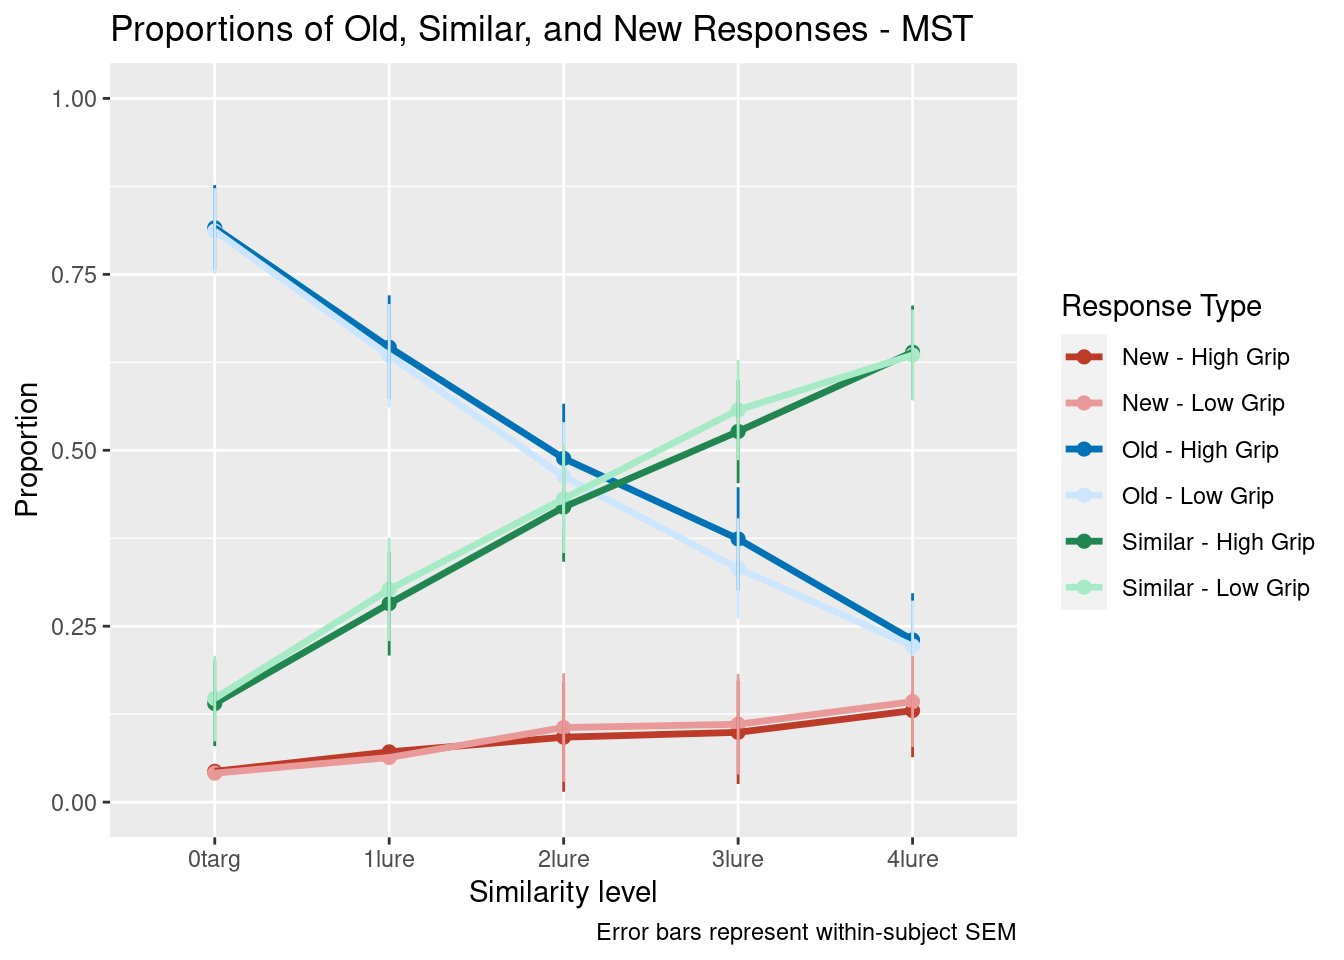 Proportions of Old, Similar, and New Responses - MST
1.00
0.75
0.50
0.25
0.00
Proportion
0targ
1lure
2lure
3lure
4lure
Similarity level
Error bars represent within-subject SEM
Response Type
New - High Grip
New - Low Grip
Old - High Grip
Old - Low Grip
Similar - High Grip
Similar - Low Grip